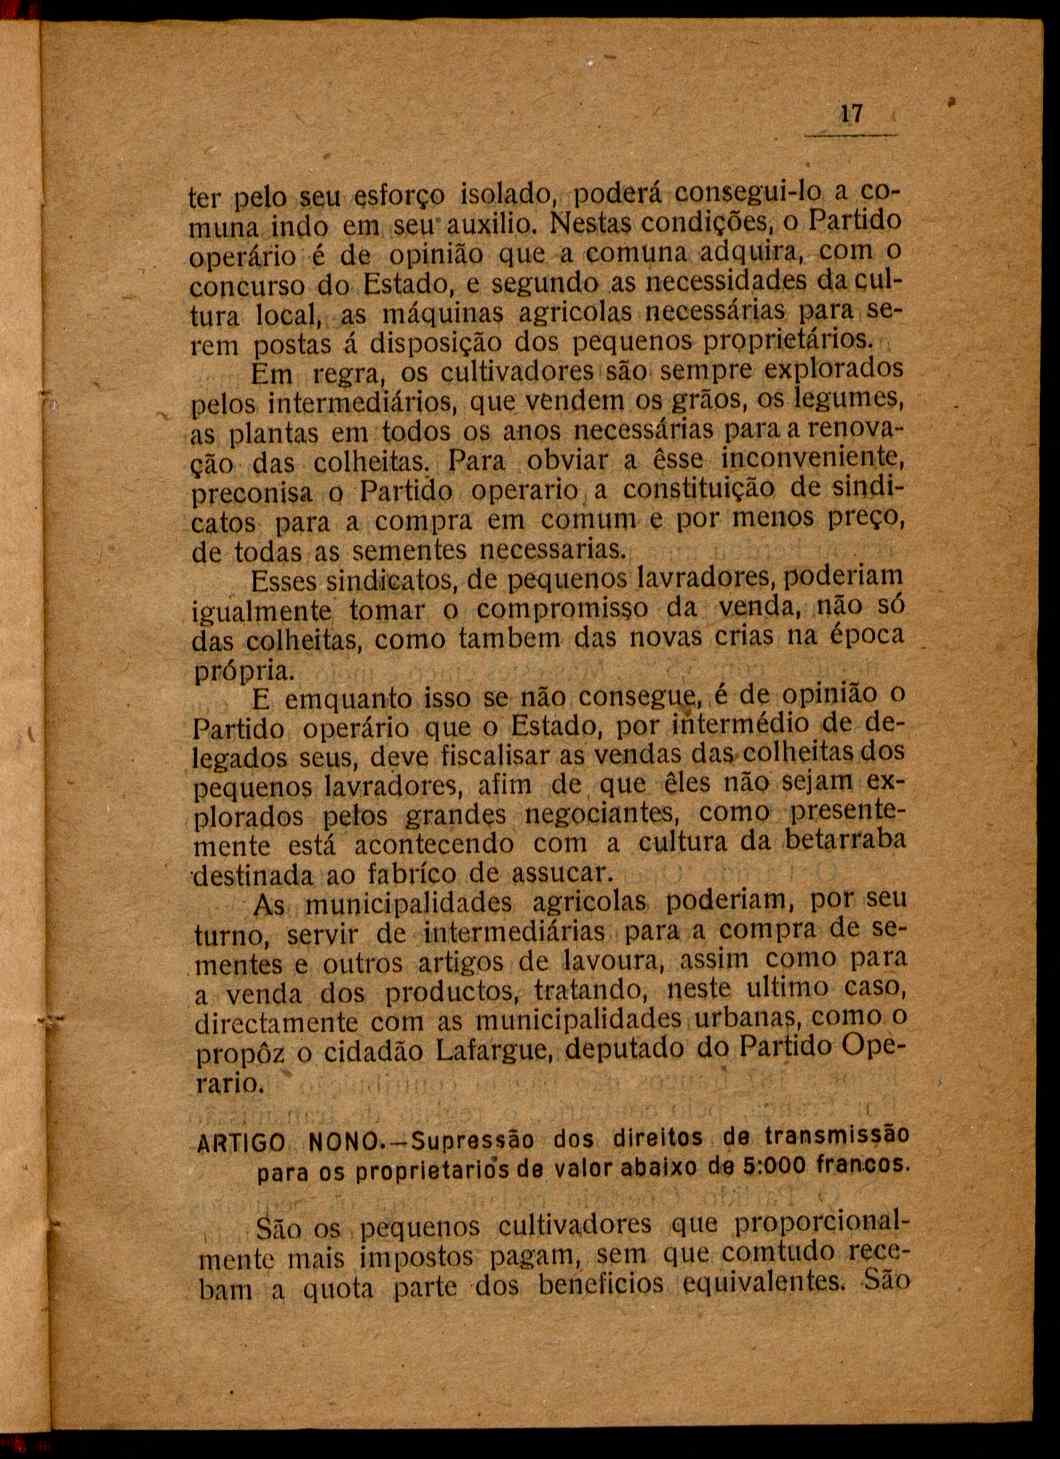 17
ter pelo seu esforço isolado, poderá consegui-lo a co-
muna indo em seu auxilio. Nestas condições, o Partido
operário é de opinião que a comuna adquira, com o
concurso do Estado, e segundo as necessidades da cul-
tura local, as máquinas agricolas necessárias para se-
rem postas á disposição dos pequenos proprietários.
Em regra, os cultivadores são sempre explorados
pelos intermediários, que vendem os grãos, os legumes,
as plantas em todos os anos necessárias para a renova-
ção das colheitas. Para obviar a êsse inconveniente,
preconisa o Partido operario a constituição de sindi-
catos para a compra em comum e por menos preço,
de todas as sementes necessarias.
Esses sindicatos, de pequenos lavradores, poderiam
igualmente tomar o compromisso da venda, não só
das colheitas, como tambem das novas crias na época
própria.
E emquanto isso se não consegue, é de opinião o
Partido operário que o Estado, por intermédio de de-
legados seus, deve fiscalisar as vendas das colheitas dos
pequenos lavradores, afim de que êles não sejam ex-
plorados pelos grandes negociantes, como presente-
mente está acontecendo com a cultura da betarraba
destinada ao fabríco de assucar.
As municipalidades agricolas poderiam, por seu
turno, servir de intermediárias para a compra de se-
mentes e outros artigos de lavoura, assim como para
a venda dos productos, tratando, neste ultimo caso,
directamente com as municipalidades urbanas, como o
propôz o cidadão Lafargue, deputado do Partido Ope-
rario.
ARTIGO NONO.—Supressão dos direitos de transmissão
para os proprietarios de valor abaixo de 5:000 francos.
São os pequenos cultivadores que proporcional-
mente mais impostos pagam, sem que comtudo rece-
bam a quota parte dos beneficios equivalentes. São